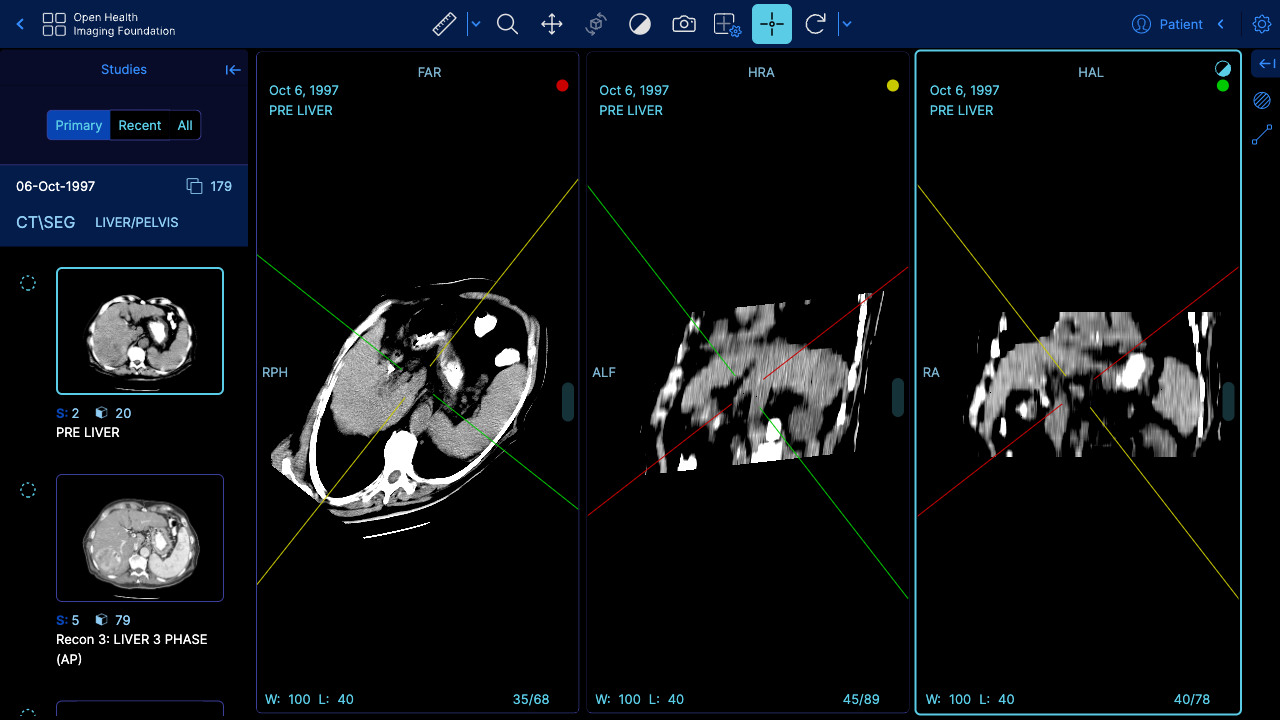 Open Health
Imaging Foundation
Patient
Studies
Primary Recent All
06-Oct-1997 179
CT\SEG LIVER/PELVIS
S: 2 20
PRE LIVER
S: 5 79
Recon 3: LIVER 3 PHASE
(AP)
FAR
Oct 6, 1997
PRE LIVER
RPH
W: 100 L: 40 35/68
HRA
Oct 6, 1997
PRE LIVER
ALF
W: 100 L: 40 45/89
HAL
Oct 6, 1997
PRE LIVER
RA
W: 100 L: 40 40/78